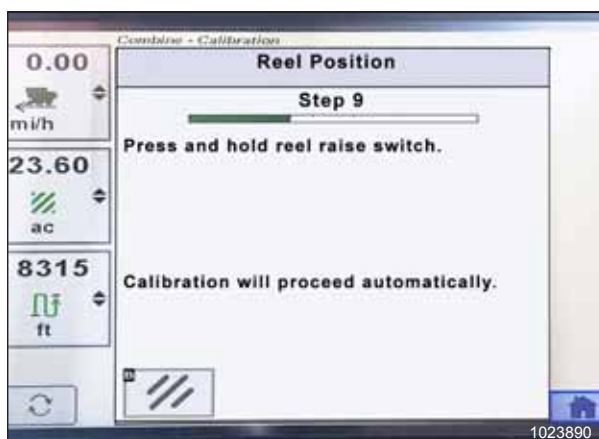 Combine - Calibration
0.00
mi/h
23.60
ac
8315
ft
Reel Position
Step 9
Press and hold reel raise switch.
Calibration will proceed automatically.
1023890